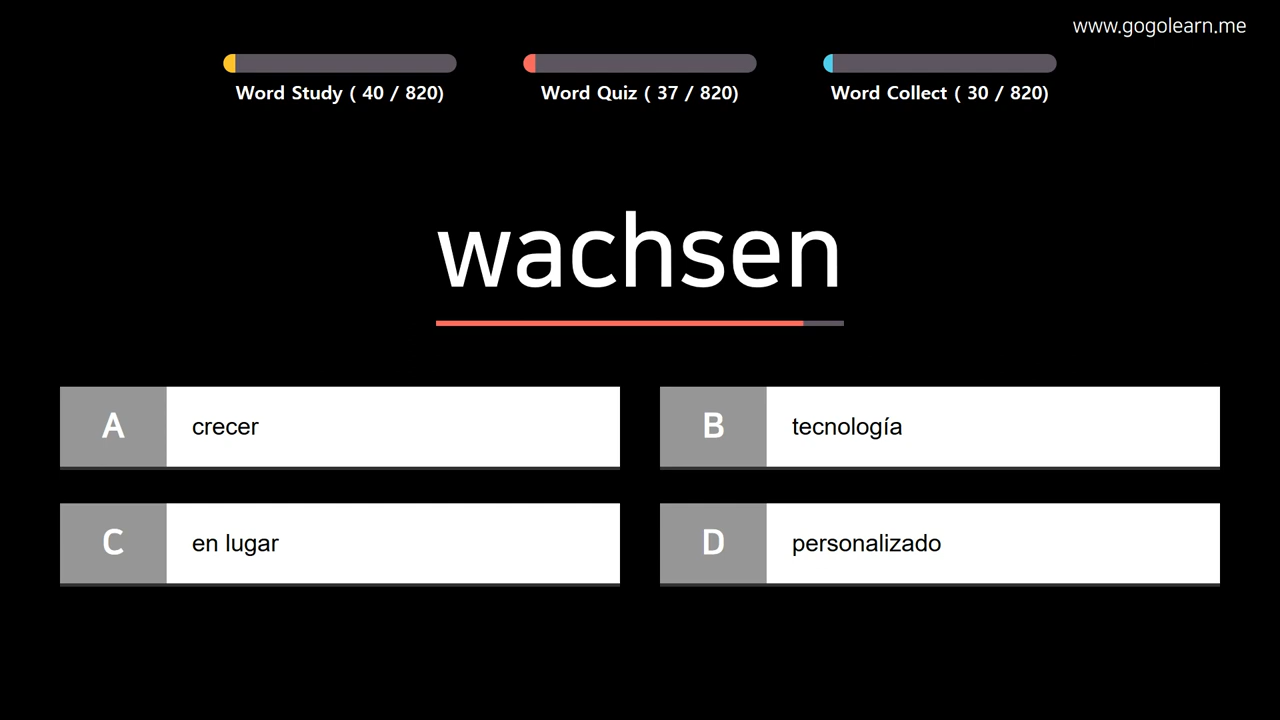 www.gogolearn.me
Word Study ( 40 / 820)
Word Quiz ( 37 / 820)
Word Collect ( 30 / 820)
wachsen
A crecer
B tecnología
C en lugar
D personalizado